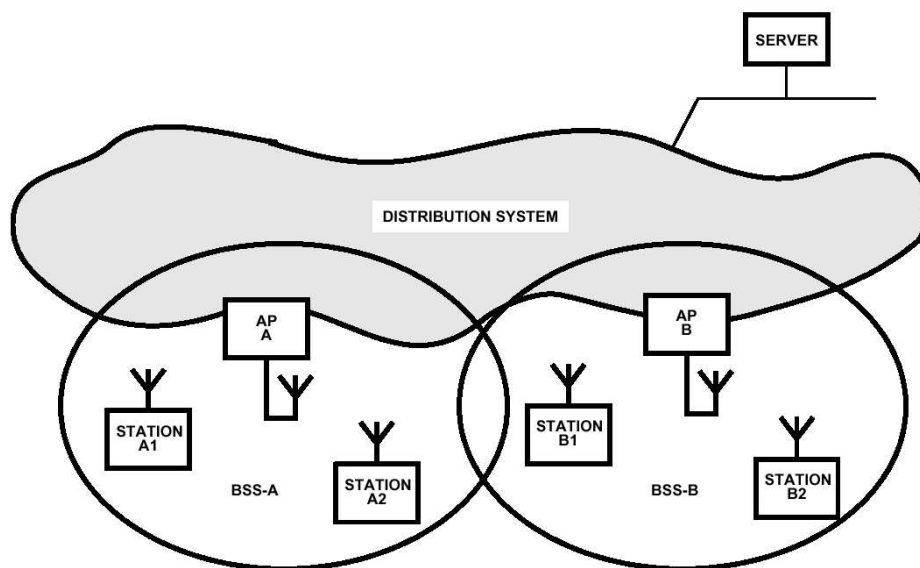 SERVER
DISTRIBUTION SYSTEM
AP
A
AP
B
STATION
A1
STATION
A2
BSS-A
STATION
B1
STATION
B2
BSS-B